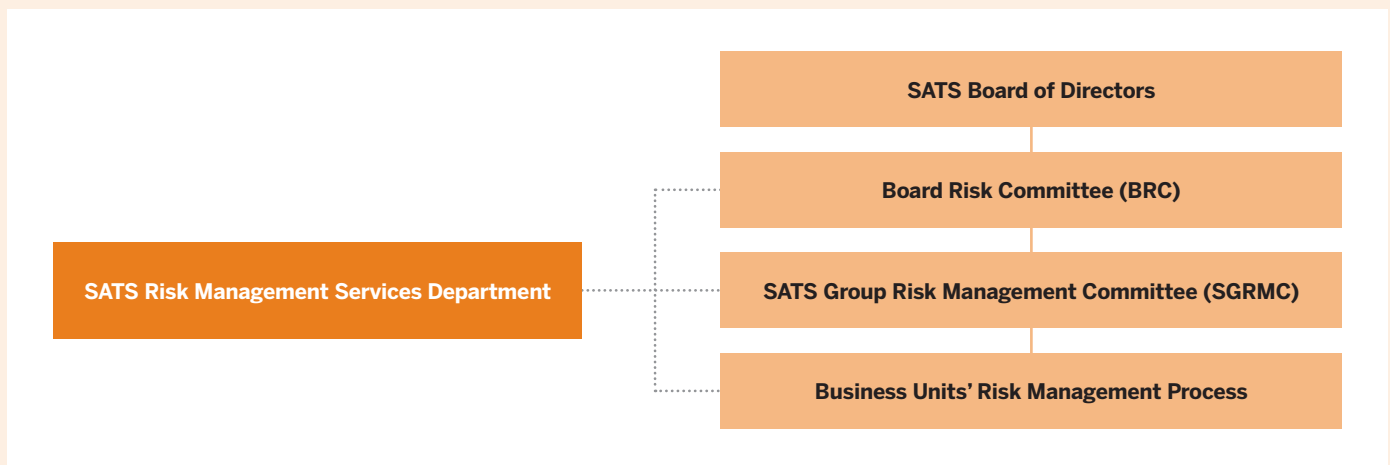 SATS Board of Directors
Board Risk Committee (BRC)
SATS Risk Management Services Department
SATS Group Risk Management Committee (SGRMC)
Business Units’ Risk Management Process